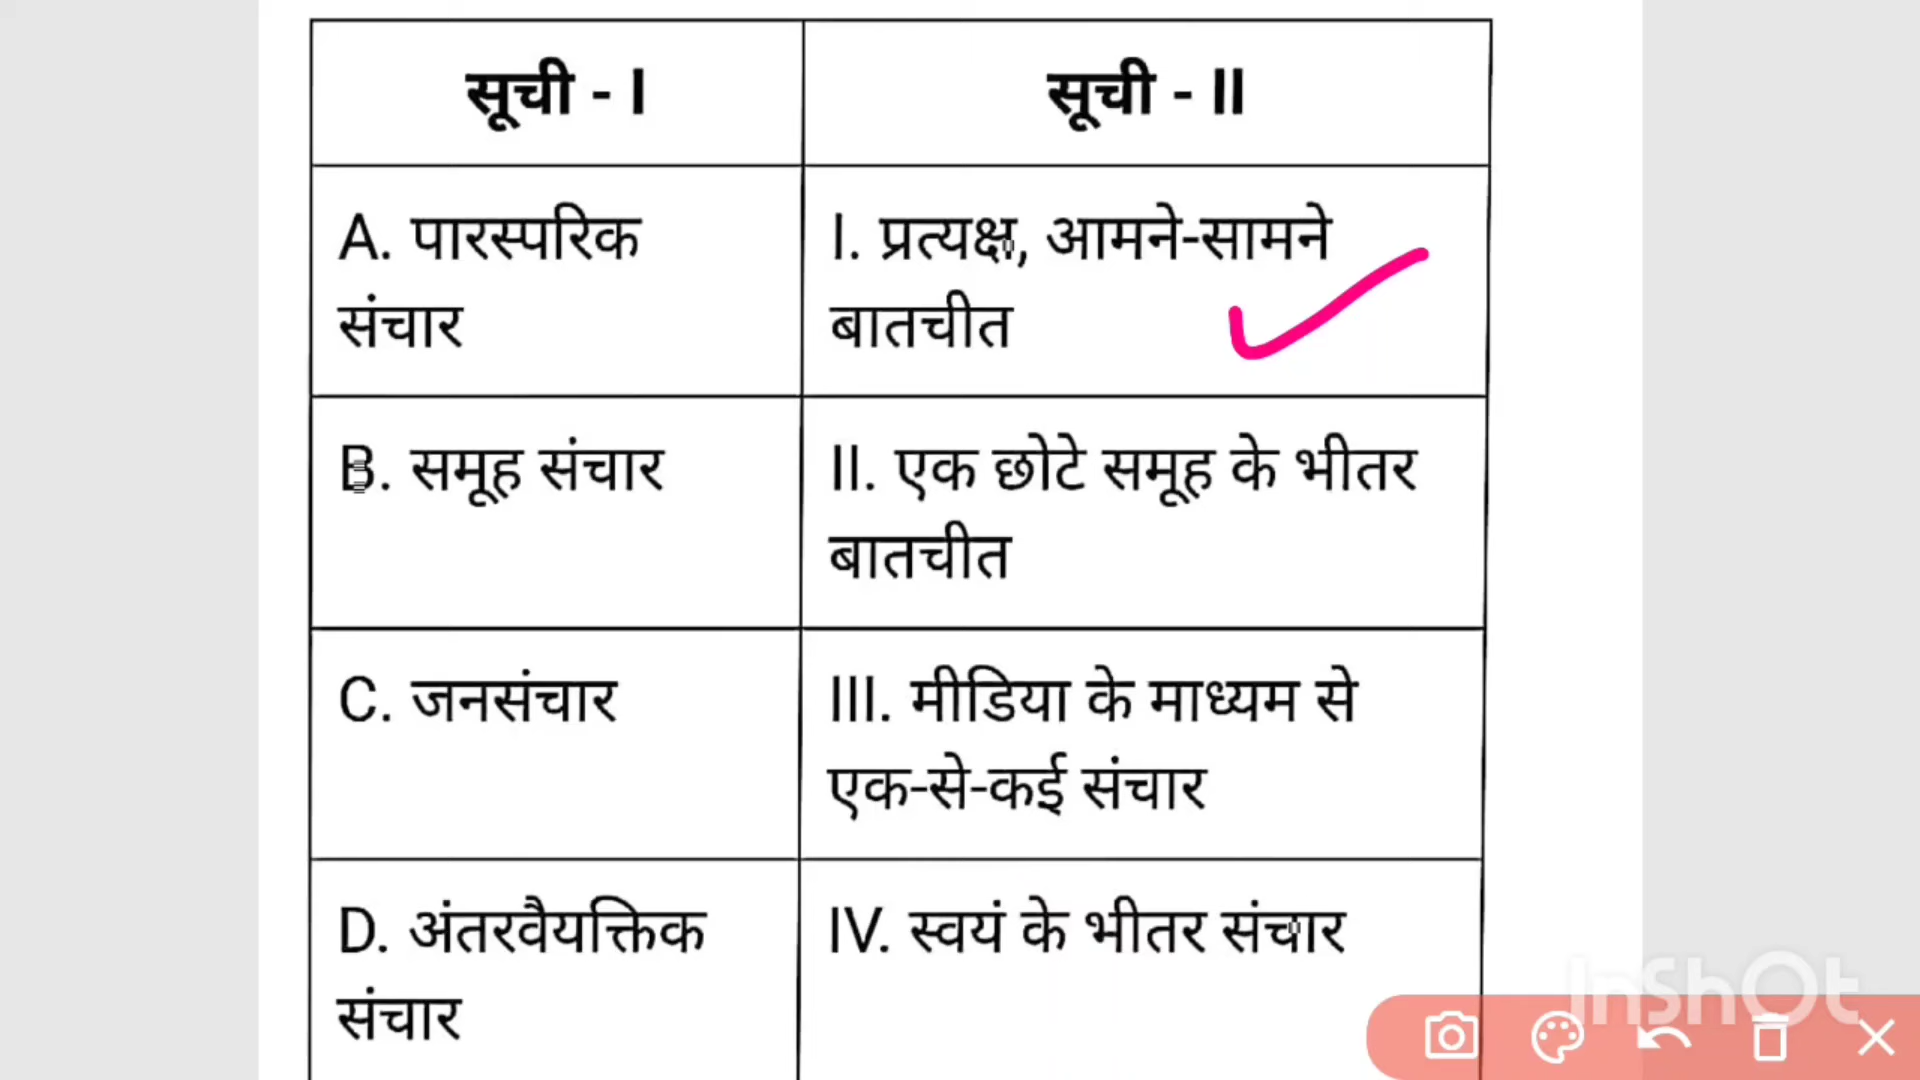 सूची - I
सूची - II
A. पारस्परिक
संचार
I. प्रत्यक्ष, आमने-सामने
बातचीत
B. समूह संचार
II. एक छोटे समूह के भीतर
बातचीत
C. जनसंचार
III. मीडिया के माध्यम से
एक-से-कई संचार
D. अंतरवैयक्तिक
संचार
IV. स्वयं के भीतर संचार
InShOt